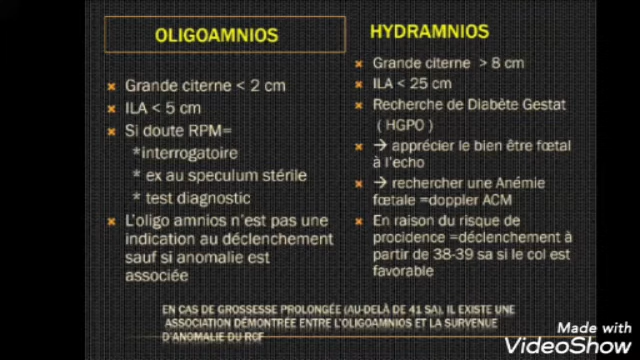 OLIGOAMNIOS
Grande citerne < 2 cm
ILA < 5 cm
Si doute RPM=
*interrogatoire
* ex au speculum stérile
* test diagnostic
L'oligo amnios n'est pas une
indication au déclenchement
sauf si anomalie est
associée
HYDRAMNIOS
Grande citerne > 8 cm
ILA < 25 cm
Recherche de Diabète Gestat
( HGPO )
→ apprécier le bien être fœtal
à l'echo
→ rechercher une Anémie
fœtale =doppler ACM
En raison du risque de
procidence =déclenchement à
partir de 38-39 sa si le col est
favorable
EN CAS DE GROSSESSE PROLONGÉE (AU-DELÀ DE 41 SA), IL EXISTE UNE
ASSOCIATION DÉMONTRÉE ENTRE L'OLIGOAMNIOS ET LA SURVENUE
D'ANOMALIE DU RCF
Made with
VideoShow